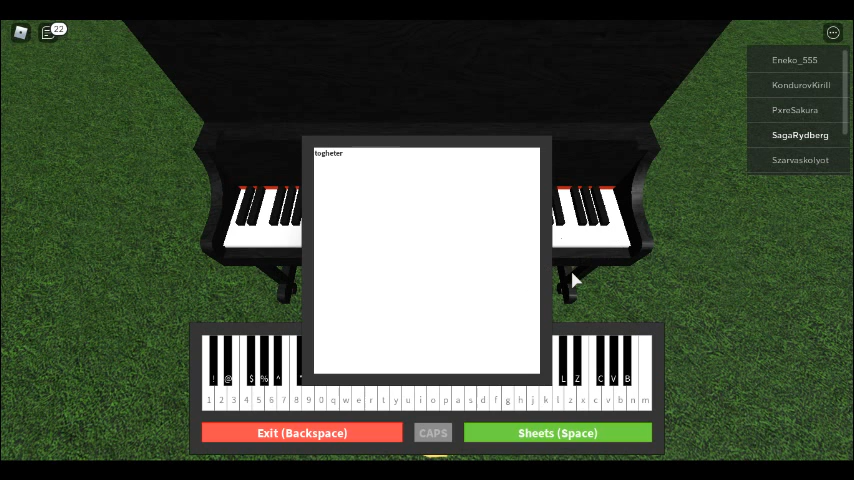 22
Eneko_555
KondurovKirill
PxreSakura
SagaRydberg
Szarvaskolyot
togheter
! @ $ % ^ L Z C V B
1 2 3 4 5 6 7 8 9 0 q w e r t y u i o p a s d f g h j k l z x c v b n m
Exit (Backspace)
CAPS
Sheets (Space)